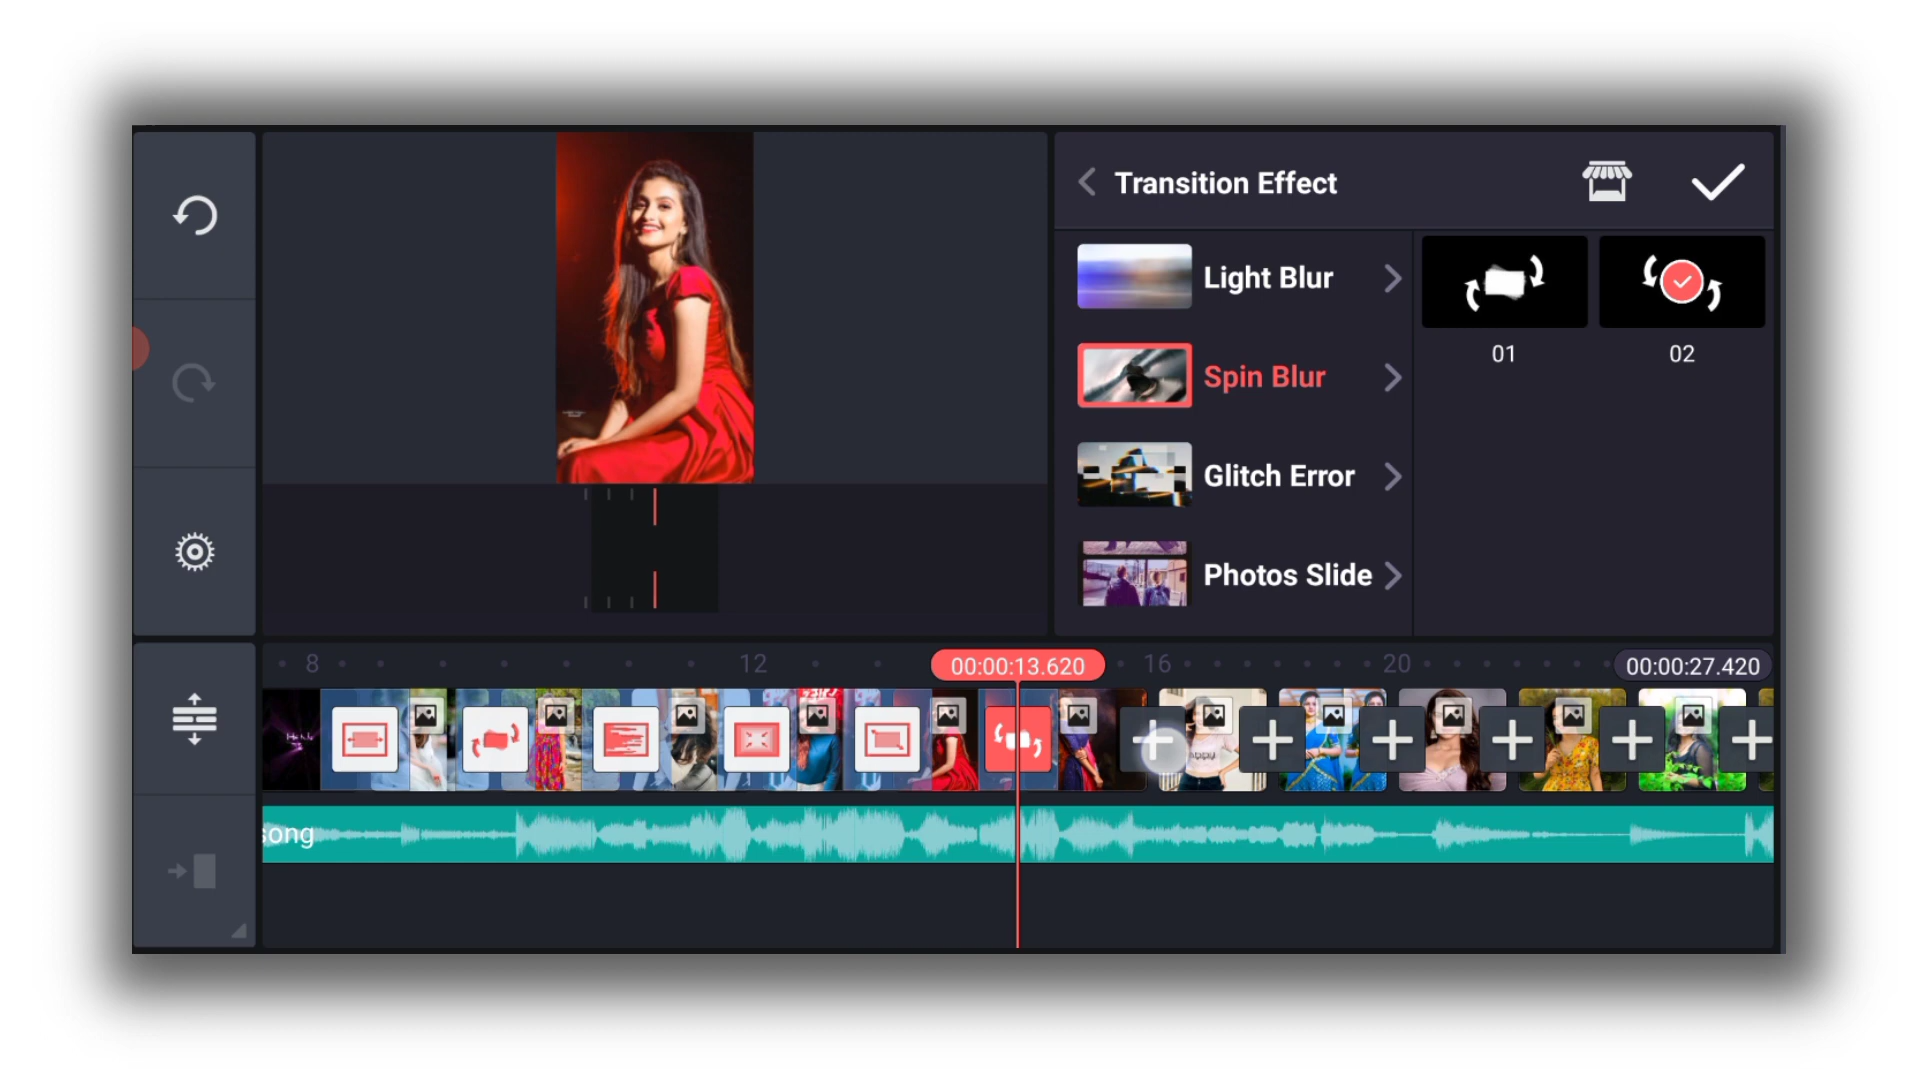 Transition Effect
Light Blur
Spin Blur
Glitch Error
Photos Slide
01
02
8
12
00:00:13.620
16
20
00:00:27.420
song